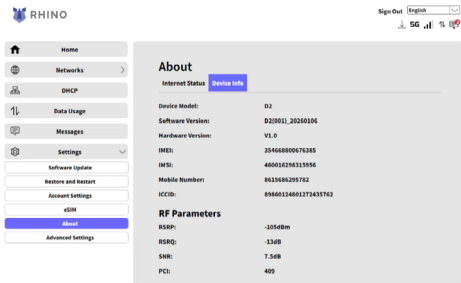 RHINO
Sign Out English
5G
Home
Networks
DHCP
Data Usage
Messages
Settings
Software Update
Restore and Restart
Account Settings
eSIM
About
Advanced Settings
About
Internet Status Device Info
Device Model: D2
Software Version: D2(001)_20260106
Hardware Version: V1.0
IMEI: 354668800676385
IMSI: 460016298315956
Mobile Number: 8615686295782
ICCID: 89860124801272435762
RF Parameters
RSRP: -105dBm
RSRQ: -13dB
SNR: 7.5dB
PCI: 409